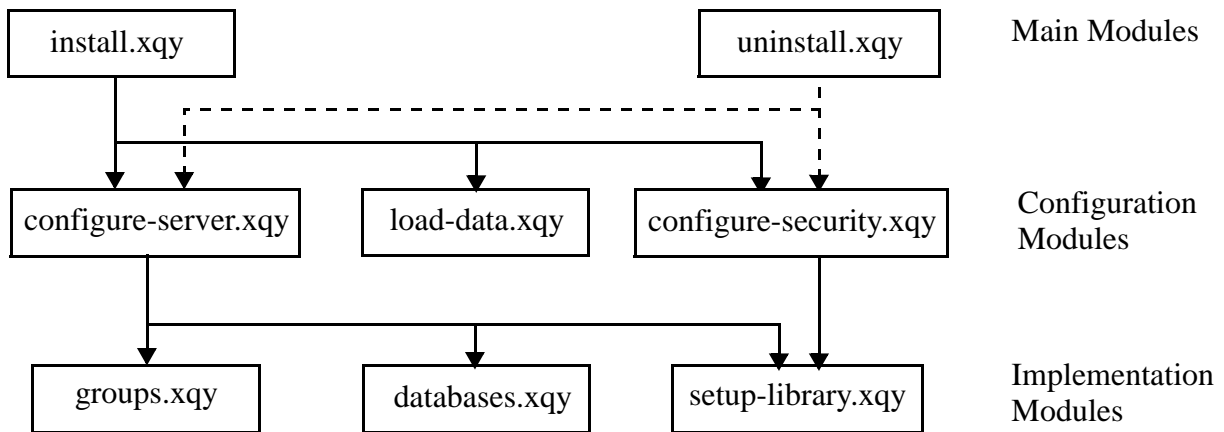 install.xqy
uninstall.xqy
Main Modules
configure-server.xqy
load-data.xqy
configure-security.xqy
Configuration
Modules
groups.xqy
databases.xqy
setup-library.xqy
Implementation
Modules